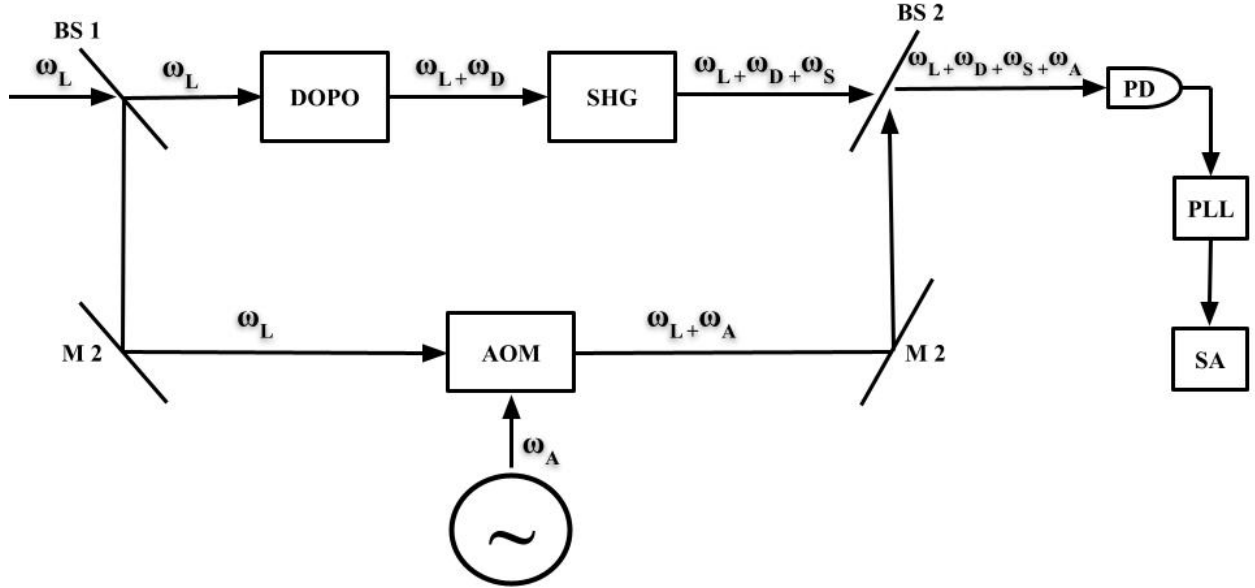 BS 1
BS 2
ω_L
ω_L
DOPO
ω_L+ω_D
SHG
ω_L+ω_D+ω_S
ω_L+ω_D+ω_S+ω_A
PD
PLL
M 2
ω_L
AOM
ω_L+ω_A
M 2
SA
ω_A
~